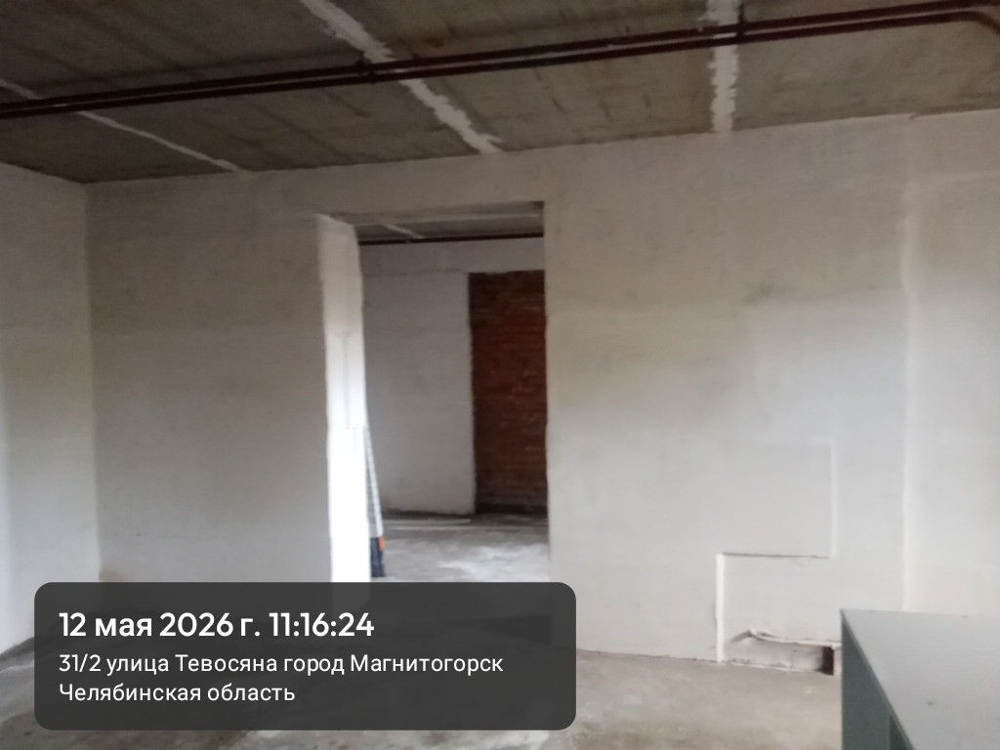 12 мая 2026 г. 11:16:24
31/2 улица Тевосяна город Магнитогорск
Челябинская область